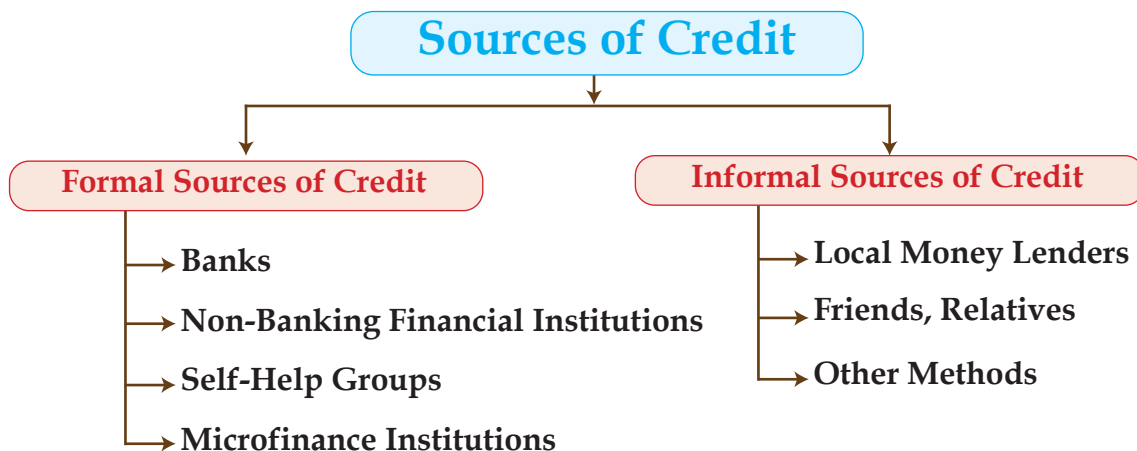 Sources of Credit
Formal Sources of Credit
Banks
Non-Banking Financial Institutions
Self-Help Groups
Microfinance Institutions
Informal Sources of Credit
Local Money Lenders
Friends, Relatives
Other Methods